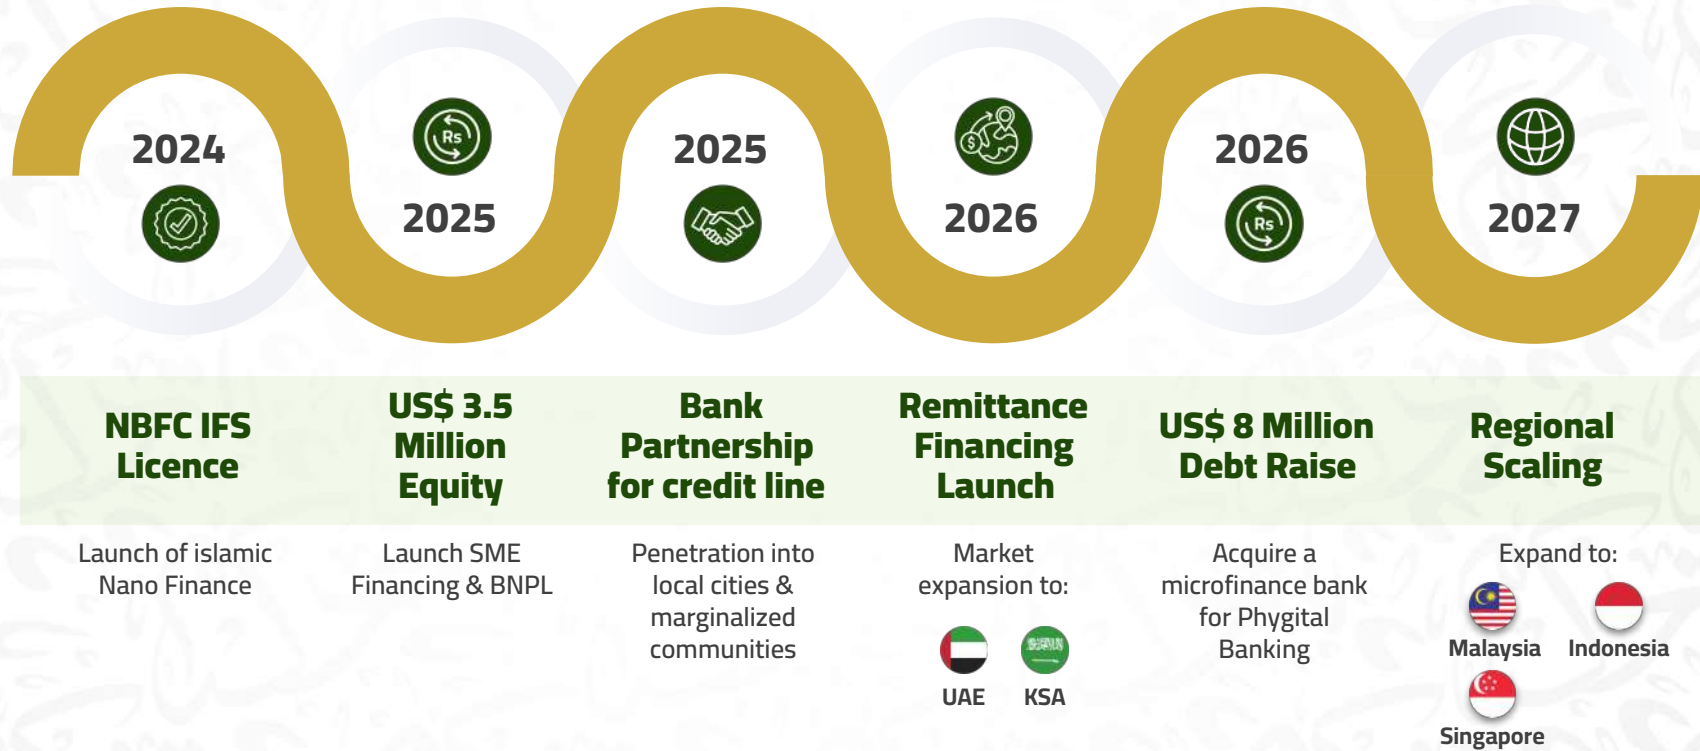 2024
Rs
2025
2025
$
2026
2026
Rs
2027
NBFC IFS
Licence
Launch of islamic
Nano Finance
US$ 3.5
Million
Equity
Launch SME
Financing & BNPL
Bank
Partnership
for credit line
Penetration into
local cities &
marginalized
communities
Remittance
Financing
Launch
Market
expansion to:
UAE
KSA
US$ 8 Million
Debt Raise
Acquire a
microfinance bank
for Phygital
Banking
Regional
Scaling
Expand to:
Malaysia
Indonesia
Singapore